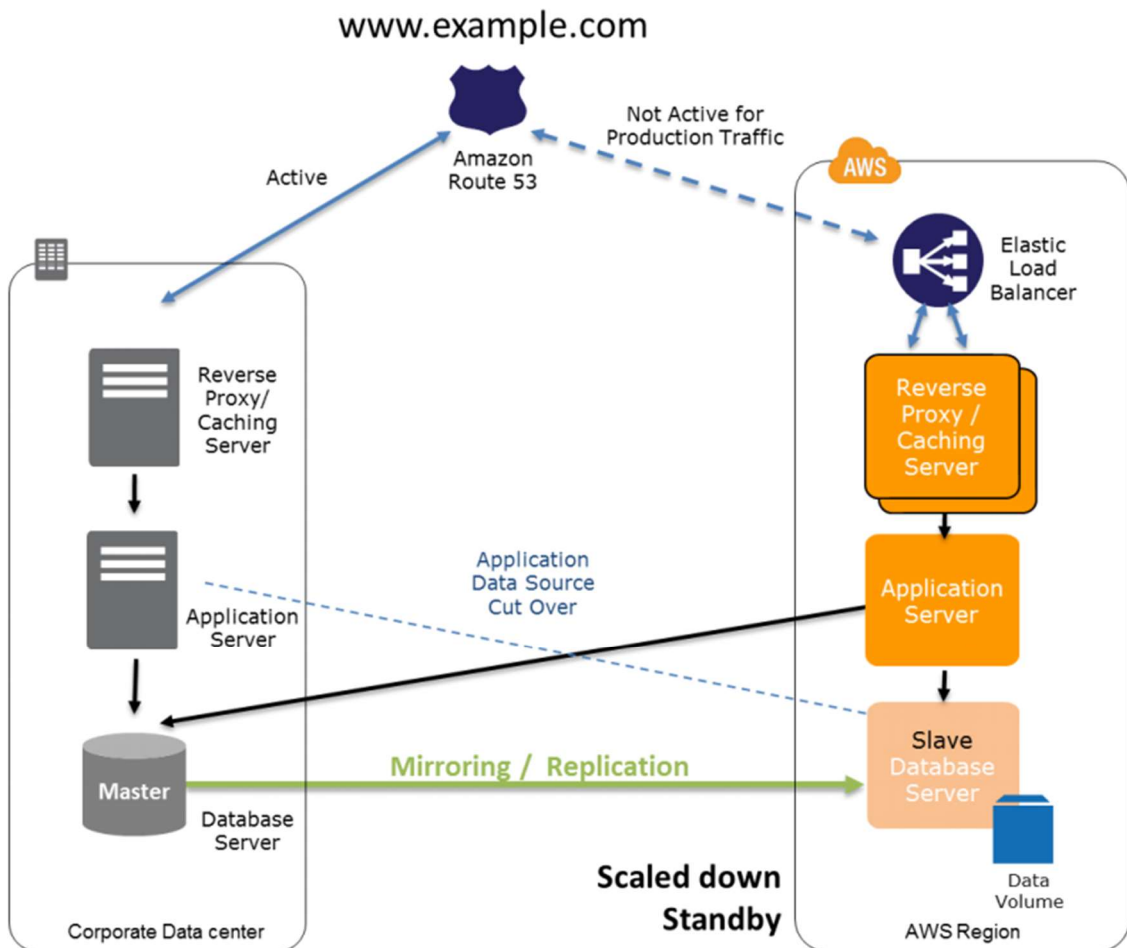 www.example.com
Amazon
Route 53
Active
Not Active for
Production Traffic
AWS
Elastic
Load
Balancer
Reverse
Proxy/
Caching
Server
Reverse
Proxy /
Caching
Server
Application
Server
Application
Data Source
Cut Over
Application
Server
Master
Database
Server
Mirroring / Replication
Slave
Database
Server
Data
Volume
Scaled down
Standby
Corporate Data center
AWS Region